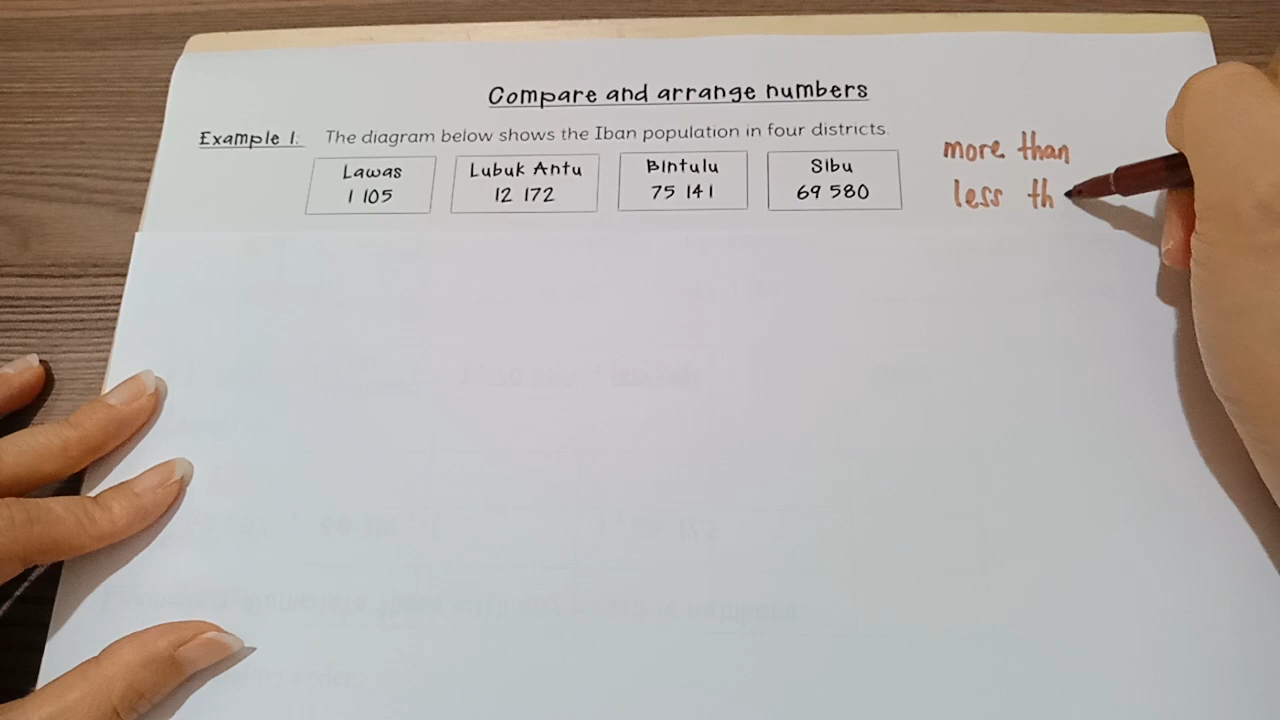 Compare and arrange numbers
Example 1: The diagram below shows the Iban population in four districts.
Lawas
1 105
Lubuk Antu
12 172
Bintulu
75 141
Sibu
69 580
more than
less th